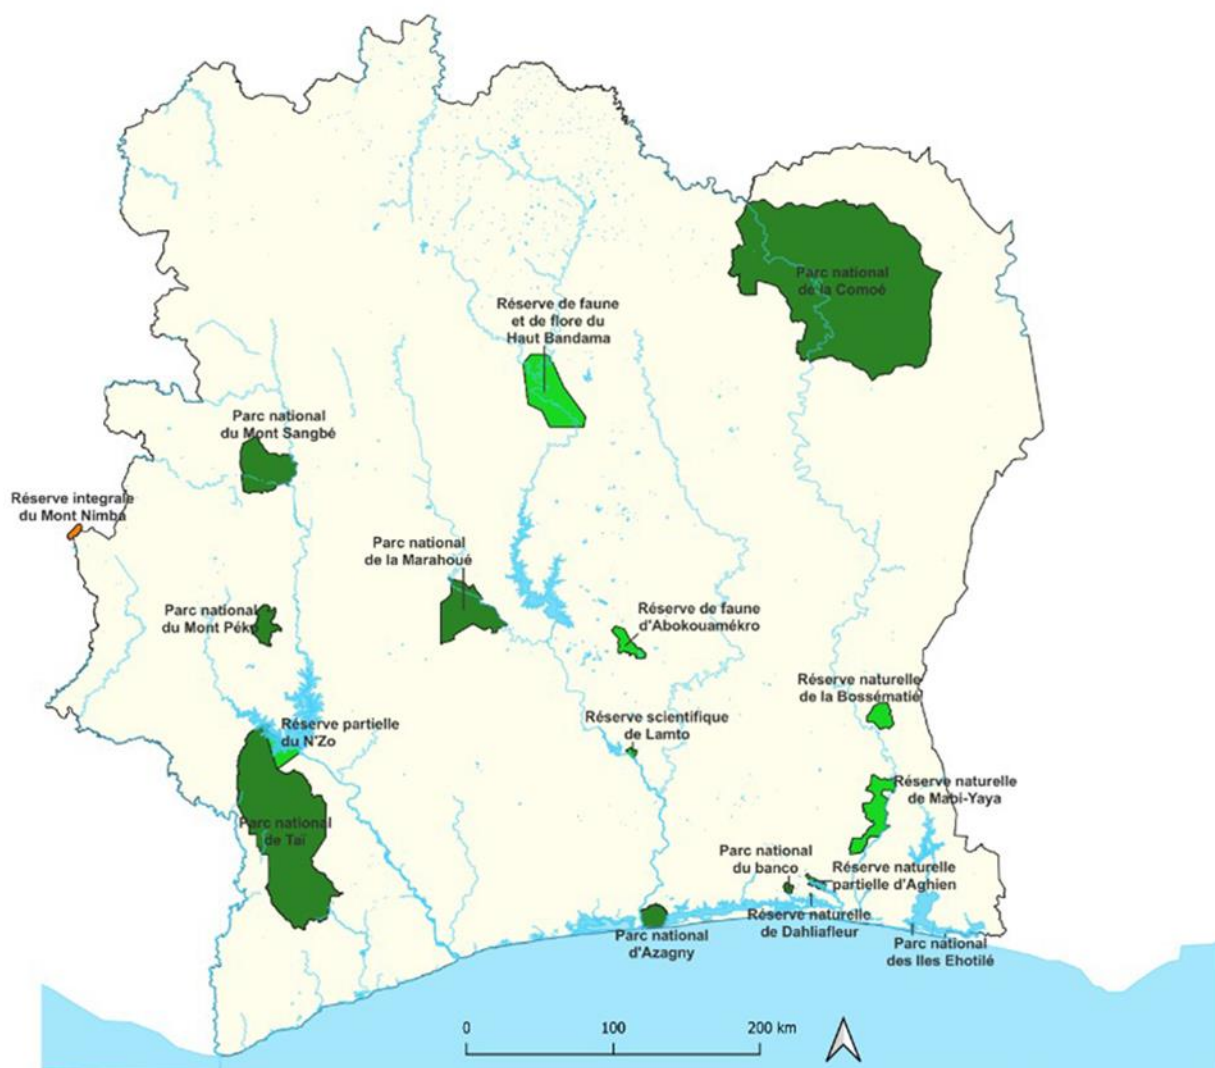 Parc national
de la Comoé
Réserve de faune
et de flore du
Haut Bandama
Parc national
du Mont Sangbé
Réserve integrale
du Mont Nimba
Parc national
de la Marahoué
Parc national
du Mont Péko
Réserve de faune
d'Abokouamékro
Réserve naturelle
de la Bossématié
Réserve scientifique
de Lamto
Réserve partielle
du N'Zo
Réserve naturelle
de Mabi-Yaya
Parc national
de Taï
Parc national
du banco
Réserve naturelle
partielle d'Aghien
Réserve naturelle
de Dahliafleur
Parc national
d'Azagny
Parc national
des Iles Ehotilé
0 100 200 km